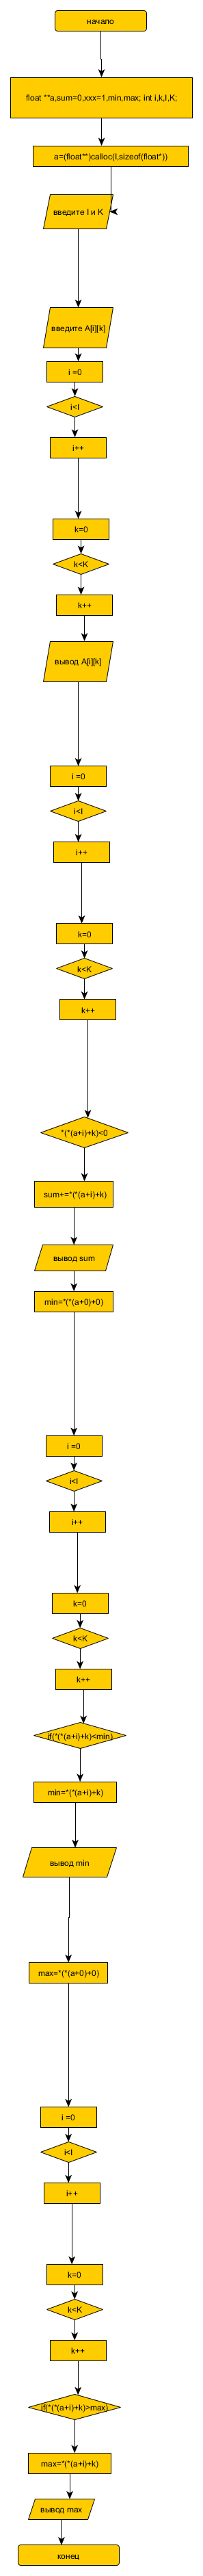 начало
float **a,sum=0,xxx=1,min,max; int i,k,I,K;
a=(float**)calloc(I,sizeof(float*))
введите I и K
введите A[i][k]
i =0
i<I
i++
k=0
k<K
k++
вывод A[i][k]
i =0
i<I
i++
k=0
k<K
k++
*(*(a+i)+k)<0
sum+=*(*(a+i)+k)
вывод sum
min=*(*(a+0)+0)
i =0
i<I
i++
k=0
k<K
k++
if(*(*(a+i)+k)<min)
min=*(*(a+i)+k)
вывод min
max=*(*(a+0)+0)
i =0
i<I
i++
k=0
k<K
k++
if(*(*(a+i)+k)>max)
max=*(*(a+i)+k)
вывод max
конец